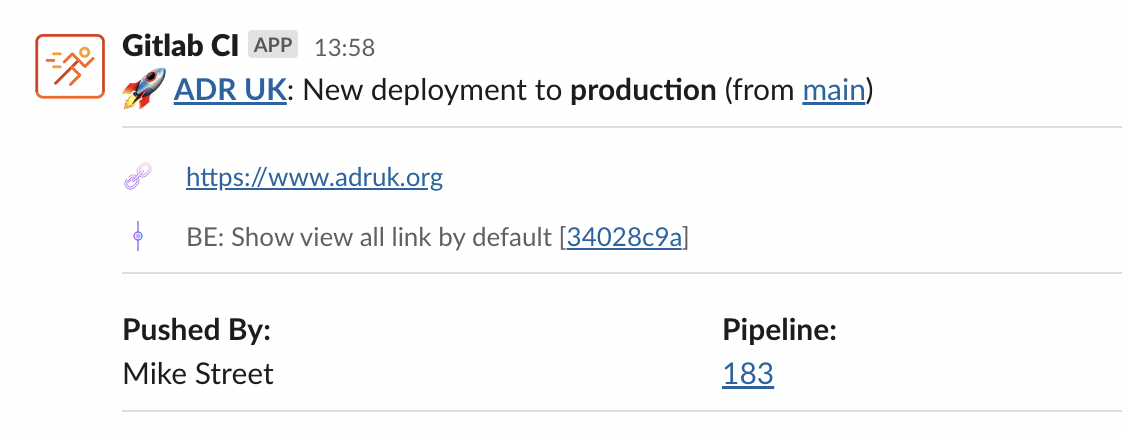 Gitlab CI APP 13:58
ADR UK: New deployment to production (from main)
https://www.adruk.org
BE: Show view all link by default [34028c9a]
Pushed By: Pipeline:
Mike Street 183